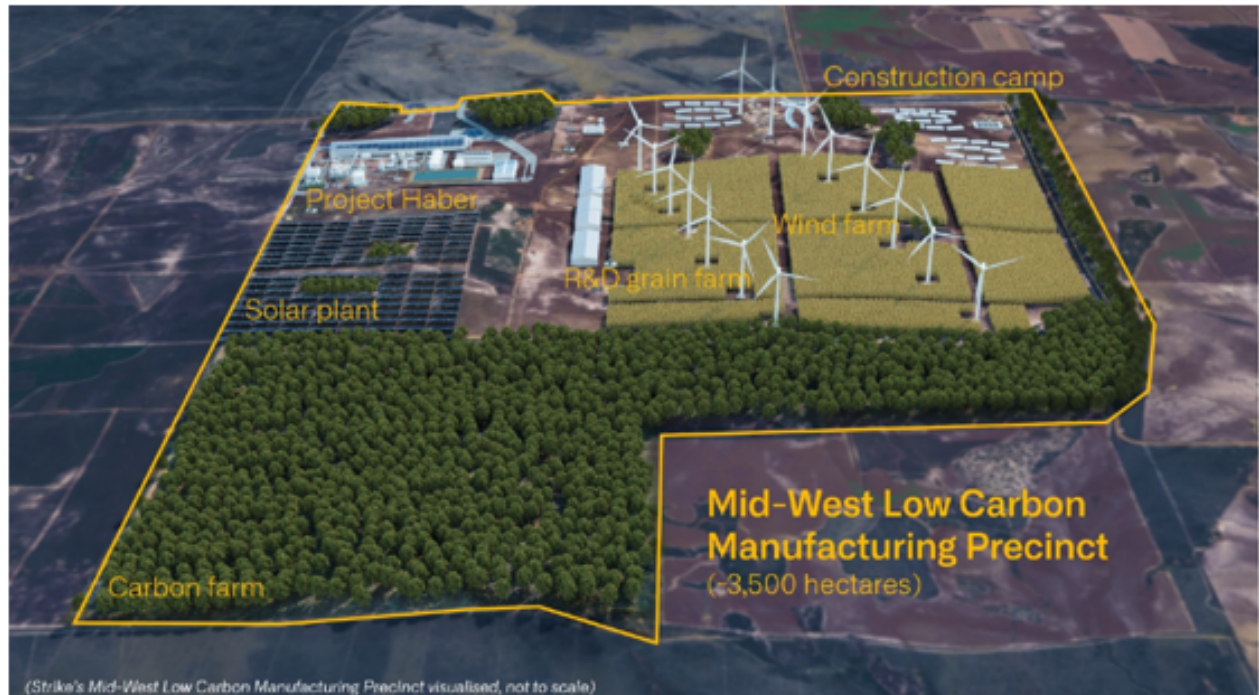 Construction camp
Project Haber
Wind farm
R&D grain farm
Solar plant
Mid-West Low Carbon
Manufacturing Precinct
(~3,500 hectares)
Carbon farm
(Strike's Mid-West Low Carbon Manufacturing Precinct visualised, not to scale)